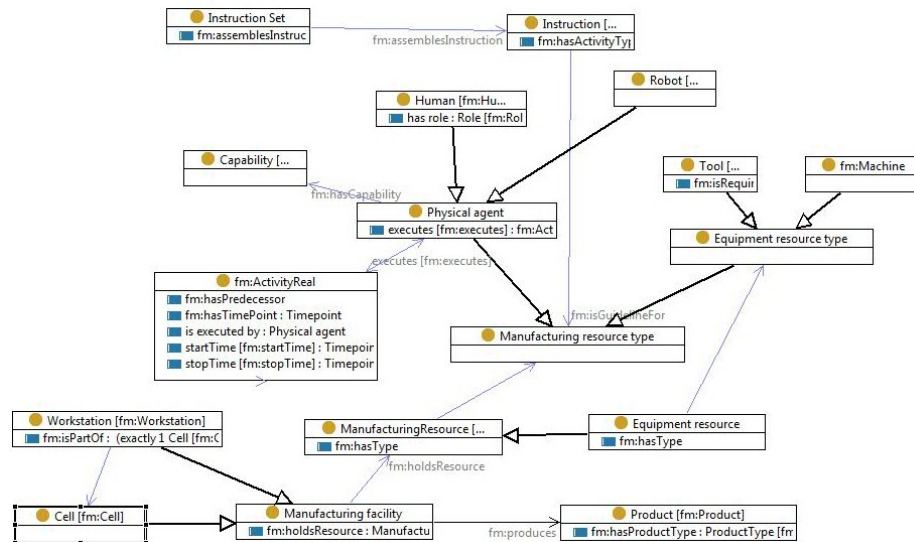 Instruction Set
fm:assemblesInstruc
fm:assemblesInstruction
Instruction [...
fm:hasActivityTyp
Human [fm:Hu...
has role : Role [fm:Rol
Robot [...
Capability [...
fm:hasCapability
Tool [...
fm:isRequir
fm:Machine
Physical agent
executes [fm:executes] : fm:Act
Equipment resource type
executes [fm:executes]
fm:ActivityReal
fm:hasPredecessor
fm:hasTimePoint : Timepoint
is executed by : Physical agent
startTime [fm:startTime] : Timepoin
stopTime [fm:stopTime] : Timepoin
fm:isGuidelineFor
Manufacturing resource type
Workstation [fm:Workstation]
fm:isPartOf : (exactly 1 Cell [fm:C
ManufacturingResource [...
fm:hasType
Equipment resource
fm:hasType
fm:holdsResource
Cell [fm:Cell]
Manufacturing facility
fm:holdsResource : Manufactu
fm:produces
Product [fm:Product]
fm:hasProductType : ProductType [fm